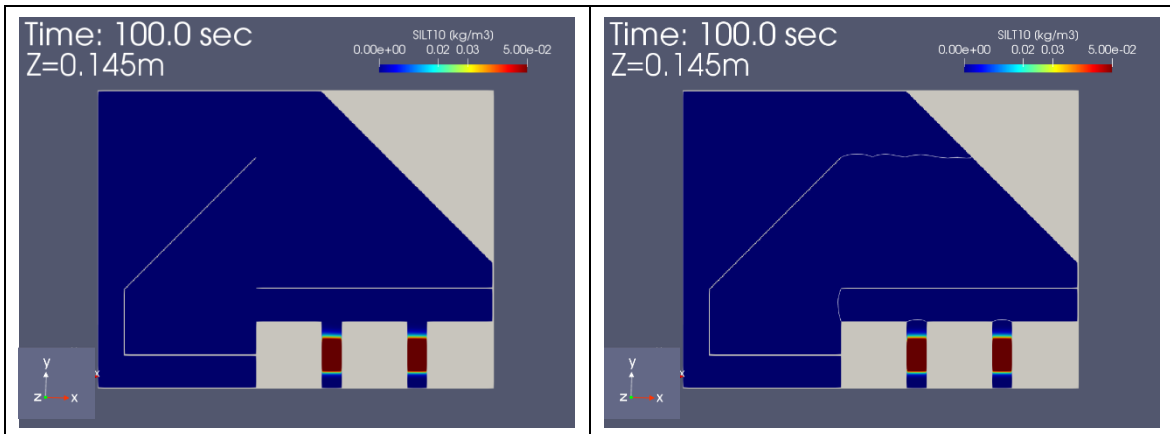 Time: 100.0 sec
Z=0.145m
SILT10 (kg/m3)
0.00e+00 0.02 0.03 5.00e-02
y
z x
x
Time: 100.0 sec
Z=0.145m
SILT10 (kg/m3)
0.00e+00 0.02 0.03 5.00e-02
y
z x
x